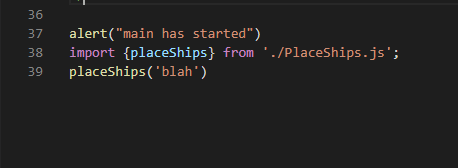 36
37 alert("main has started")
38 import {placeShips} from './PlaceShips.js';
39 placeShips('blah')